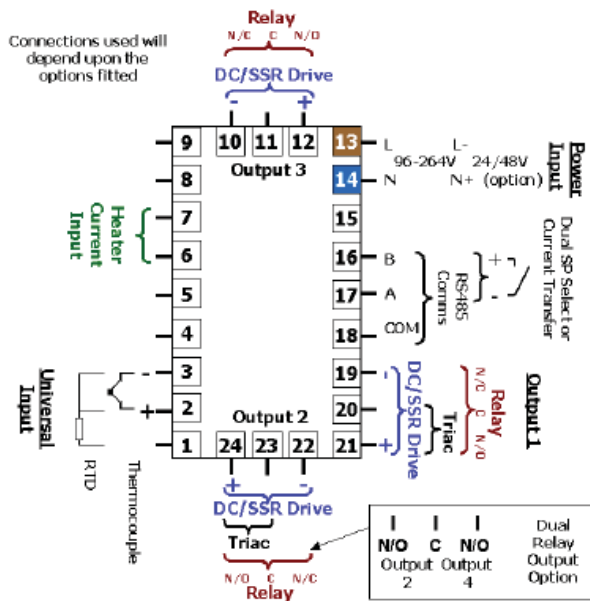 Connections used will
depend upon the
options fitted
Relay
N/C C N/O
DC/SSR Drive
- +
9 10 11 12 13 L L-
Output 3
96-264V 24/48V
8 14 N N+ (option)
Power
Input
7 15
Heater
Current
Input
6 16 B
5 17 A
4 18 COM
RS485
Comms
+
-
Dual SP Selector
Current Transfer
3 - 19 -
2 + 20
1 24 23 22 21 +
Output 2
Universal
Input
RTD
Thermocouple
DC/SSR Drive
Triac
N/C C N/O
Relay
Output 1
+ -
DC/SSR Drive
Triac
Relay
N/O C N/C
N/O C N/O
Output Output
2 4
Dual
Relay
Output
Option